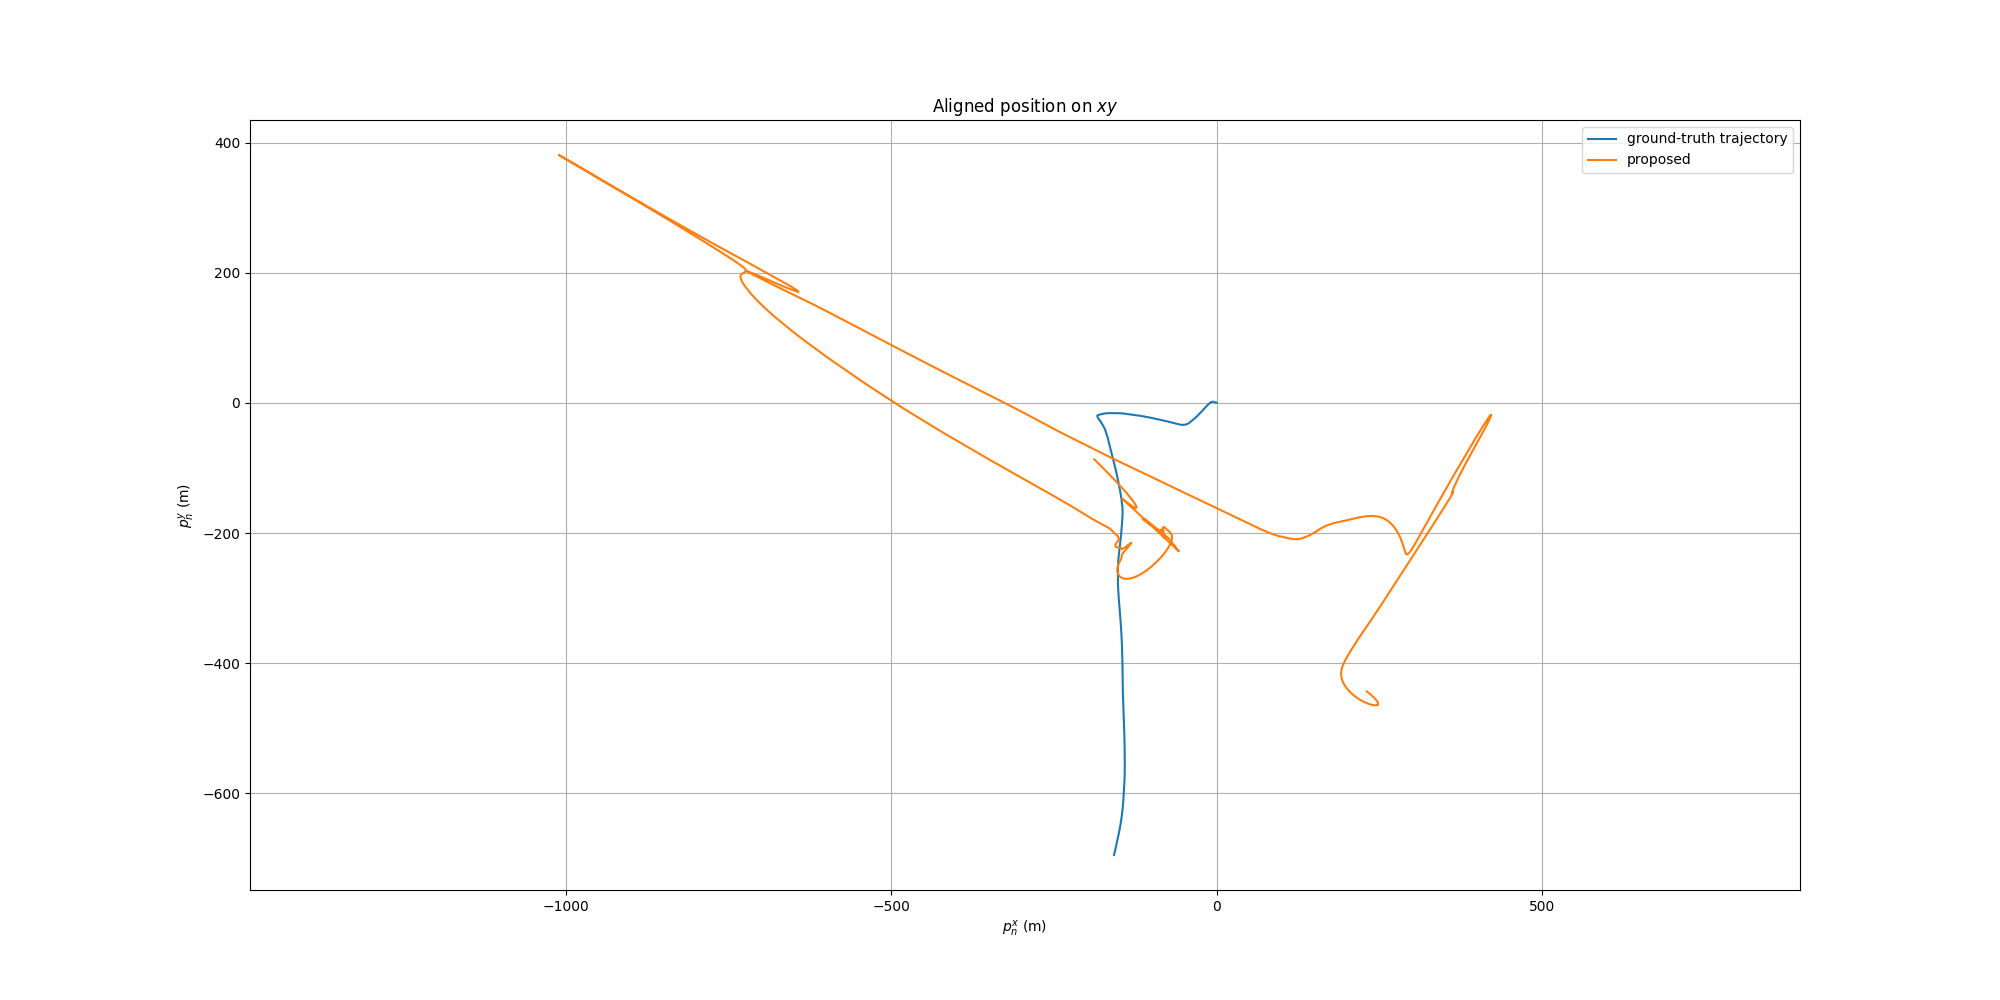 Aligned position on xy
ground-truth trajectory
proposed
400
200
0
−200
−400
−600
p_n^y (m)
−1000
−500
0
500
p_n^x (m)